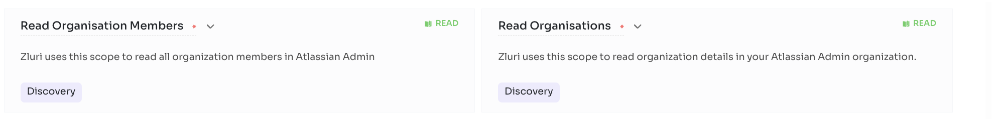 Read Organisation Members *
READ
Zluri uses this scope to read all organization members in Atlassian Admin
Discovery
Read Organisations *
READ
Zluri uses this scope to read organization details in your Atlassian Admin organization.
Discovery